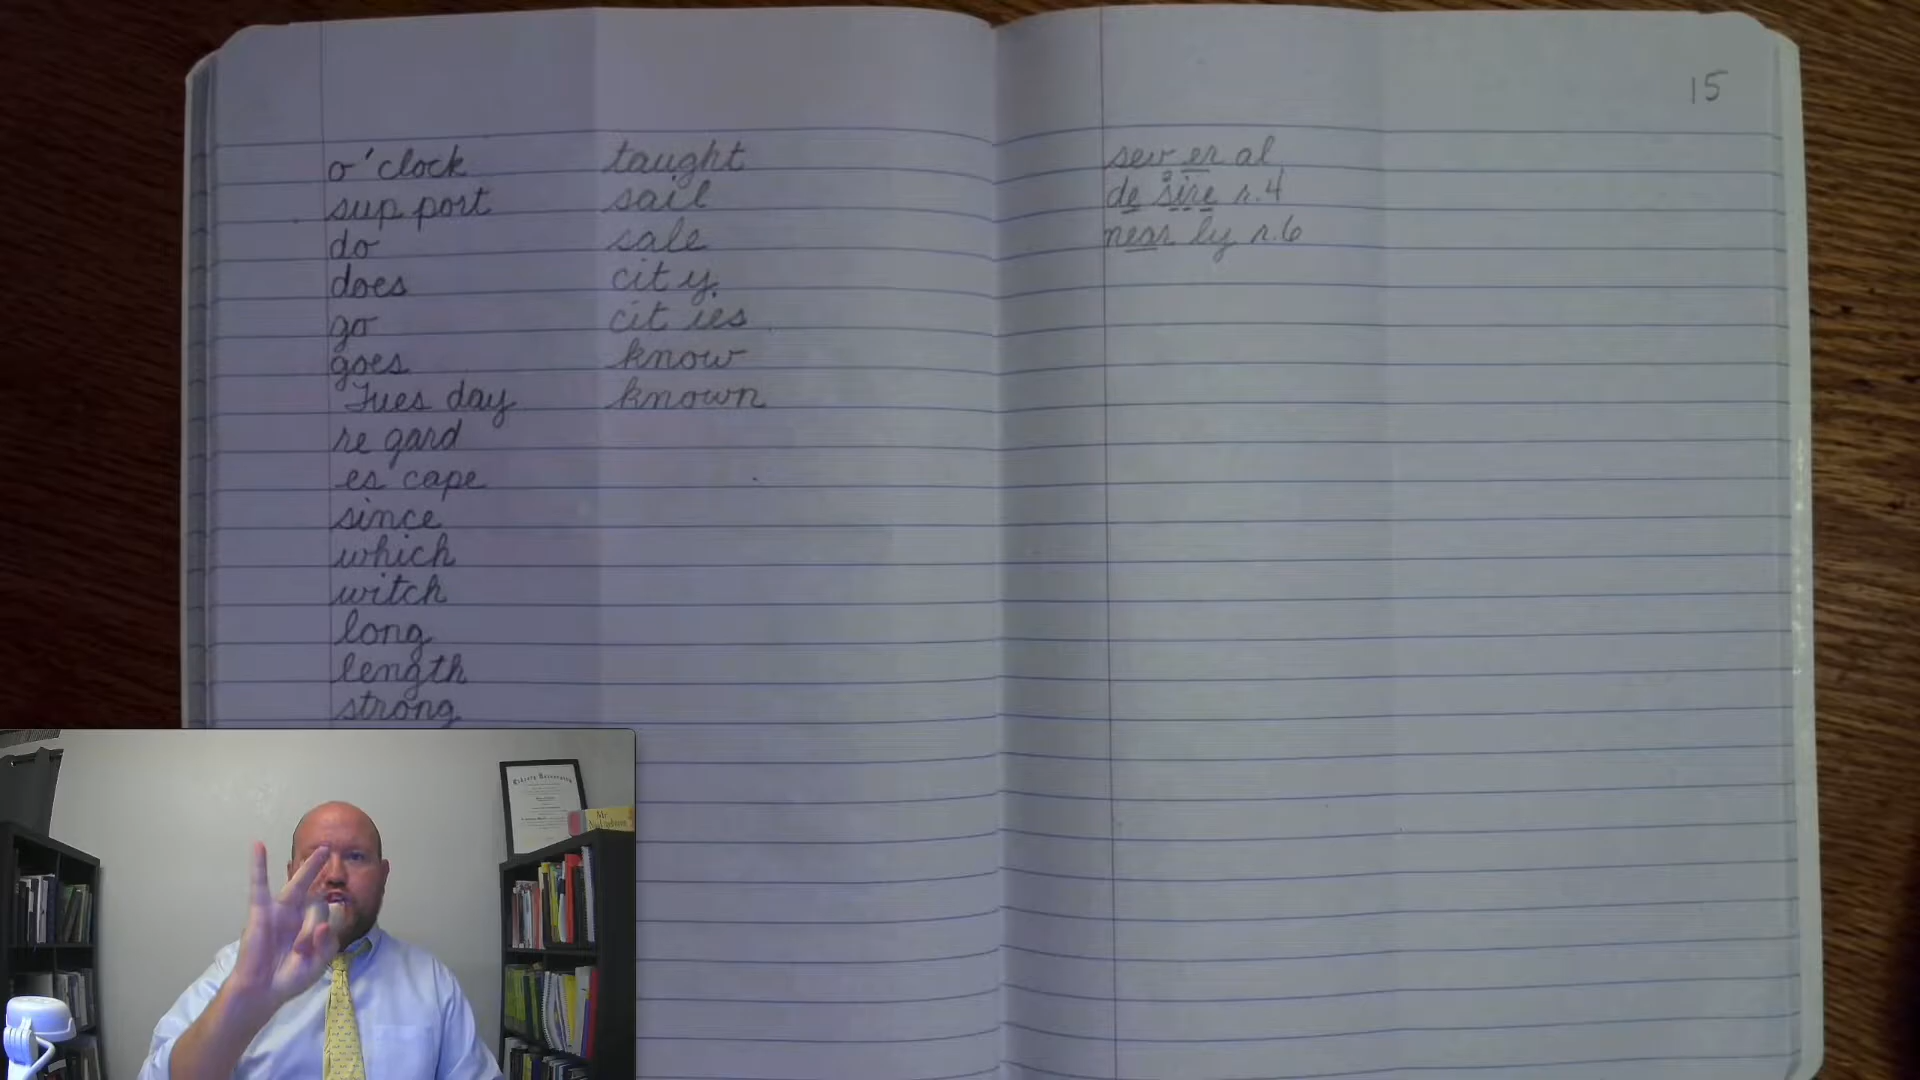 15
o'clock
sup port
do
does
go
goes
Tues day
re gard
es cape
since
which
witch
long
length
strong
taught
sail
sale
cit y
cit ies
know
known
sev er al
de sire r.4
near ly r.6